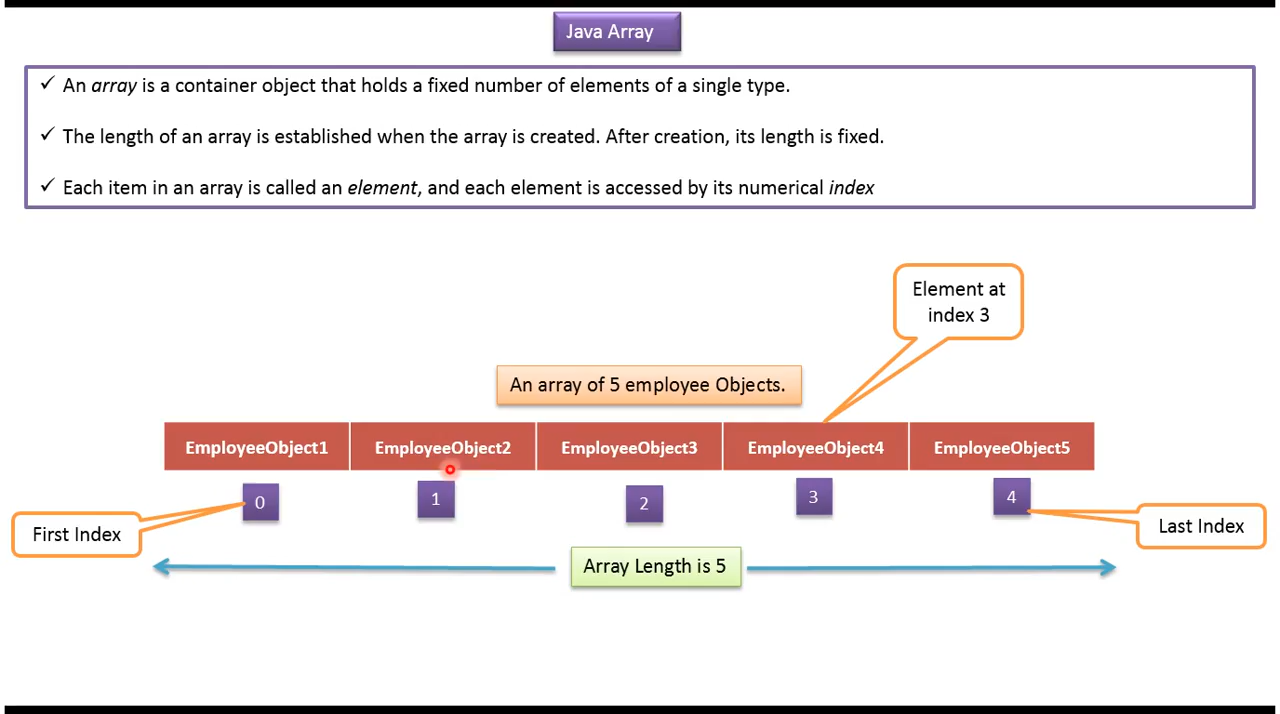 Java Array
✓ An array is a container object that holds a fixed number of elements of a single type.
✓ The length of an array is established when the array is created. After creation, its length is fixed.
✓ Each item in an array is called an element, and each element is accessed by its numerical index
Element at
index 3
An array of 5 employee Objects.
EmployeeObject1 EmployeeObject2 EmployeeObject3 EmployeeObject4 EmployeeObject5
0 1 2 3 4
First Index
Last Index
Array Length is 5